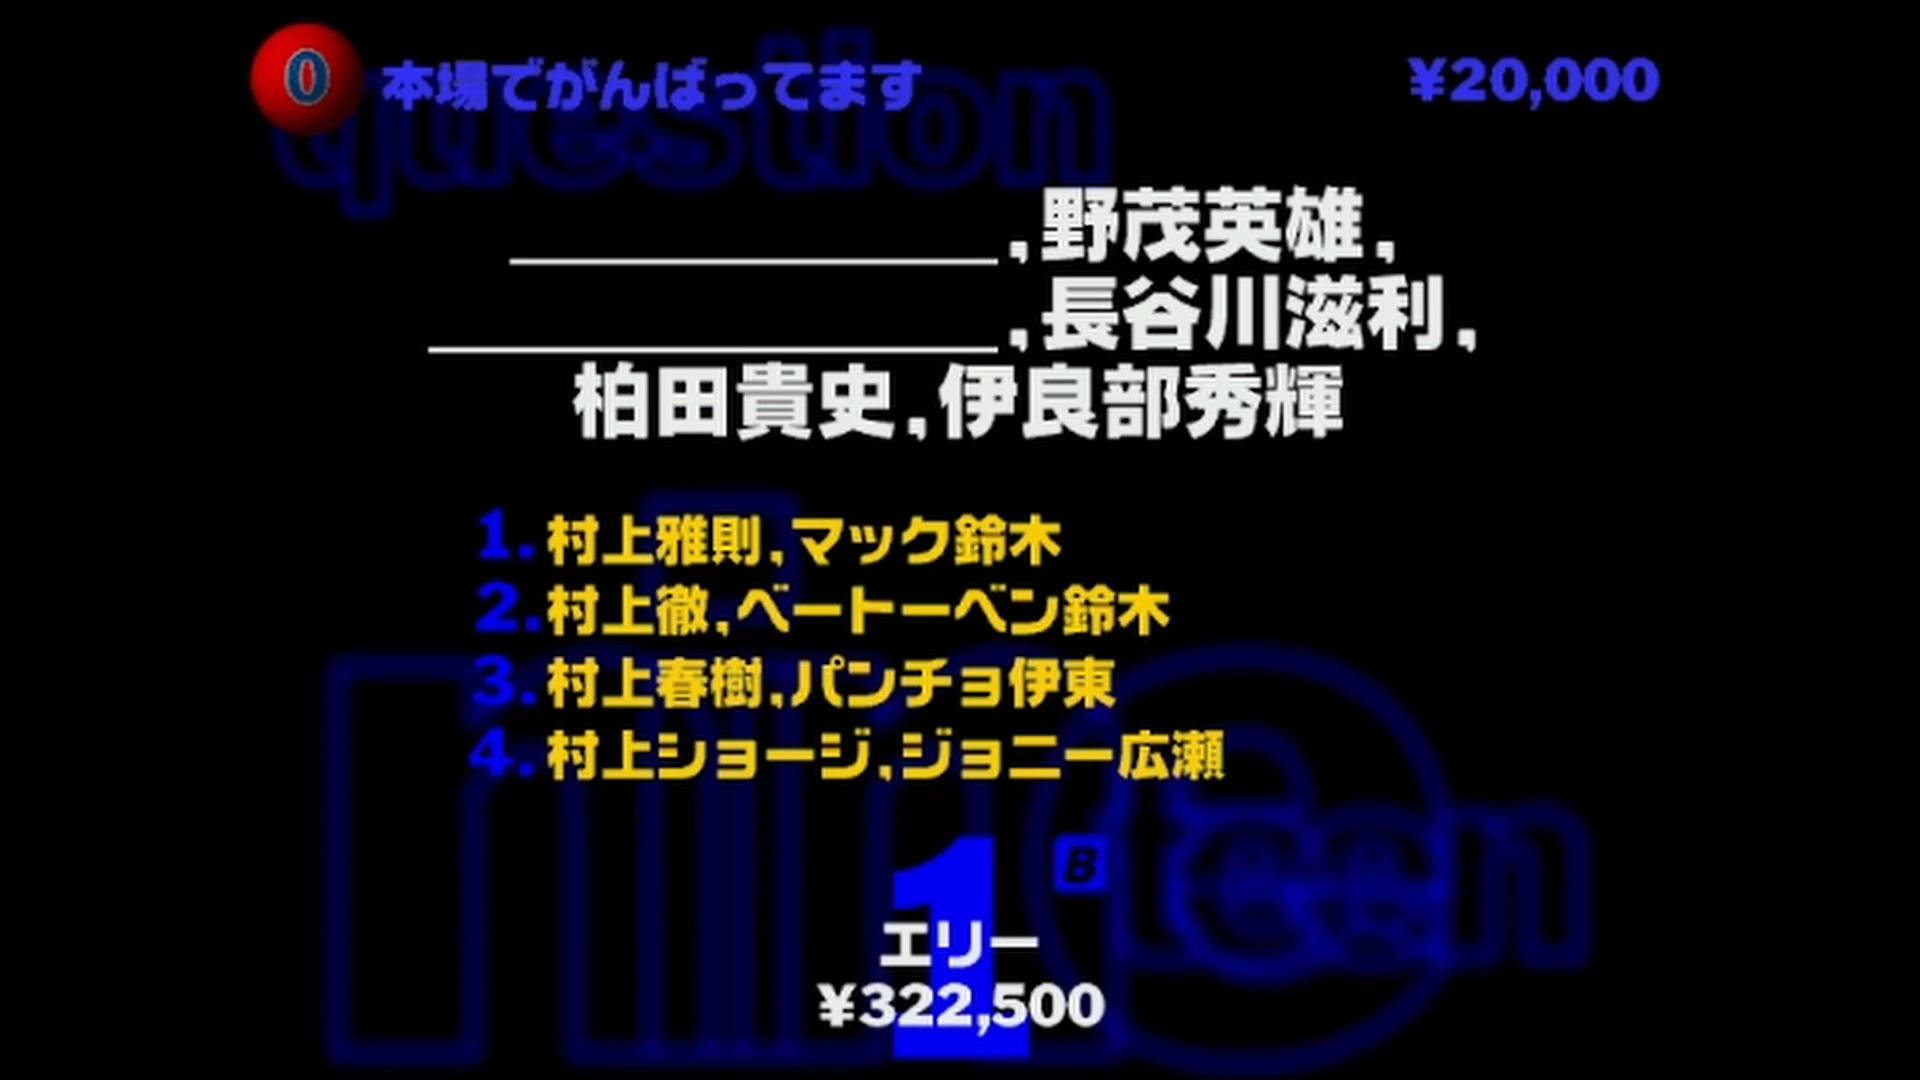 0 本場でがんばってます ¥20,000
question
＿＿＿＿＿＿,野茂英雄,
＿＿＿＿＿＿＿,長谷川滋利,
柏田貴史,伊良部秀輝
1. 村上雅則,マック鈴木
2. 村上徹,ベートーベン鈴木
3. 村上春樹,パンチョ伊東
4. 村上ショージ,ジョニー広瀬
1 B
エリー
¥322,500